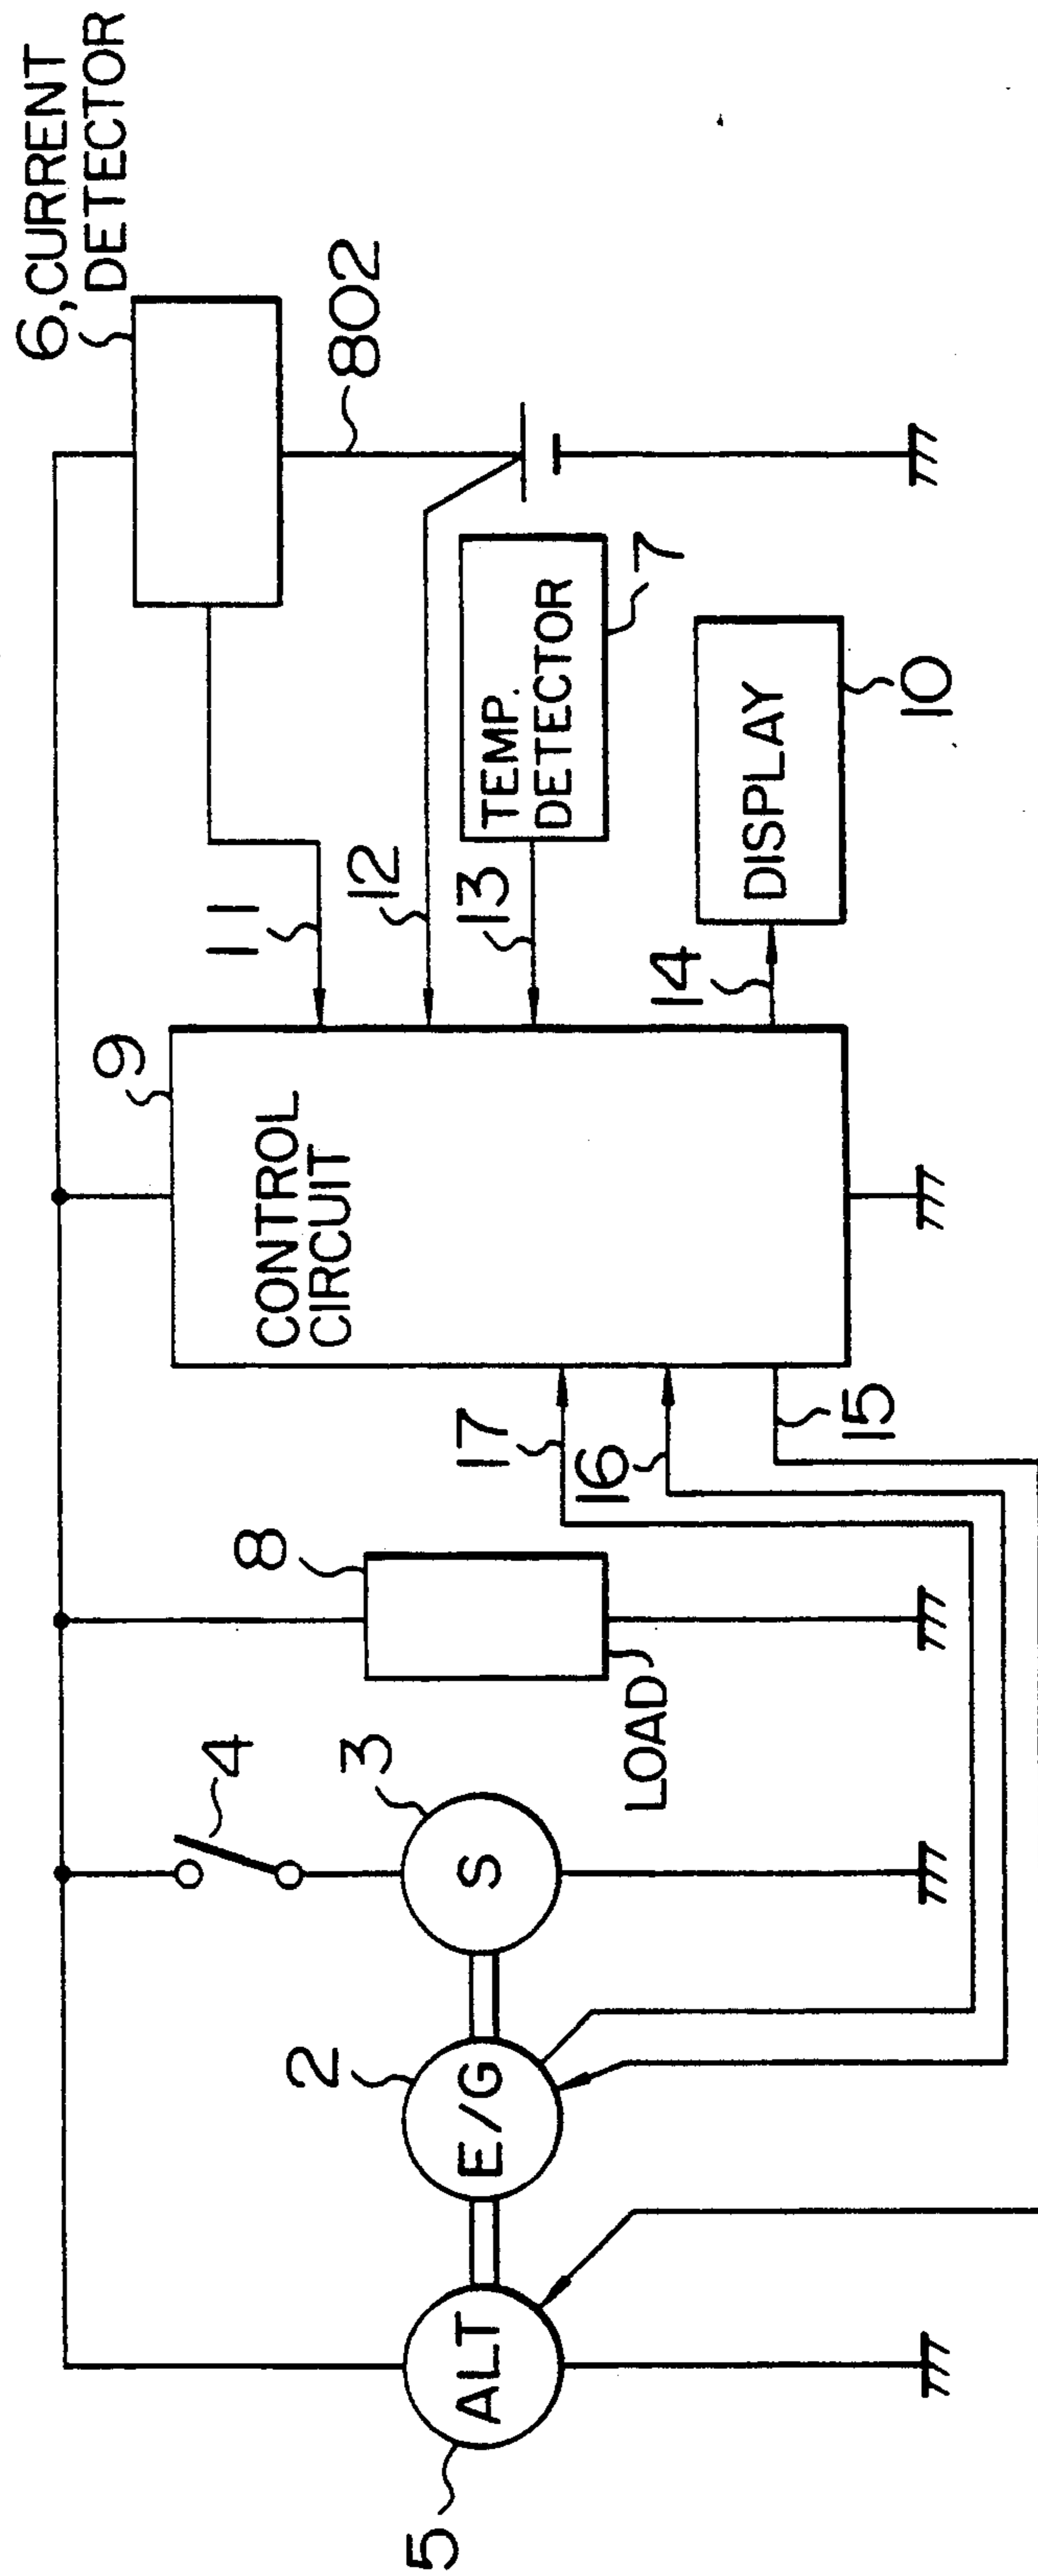 6, CURRENT
DETECTOR
802
11
12
13
TEMP.
DETECTOR
7
14
DISPLAY
10
9
CONTROL
CIRCUIT
17
16
15
8
LOAD
4
3
S
2
E/G
ALT
5